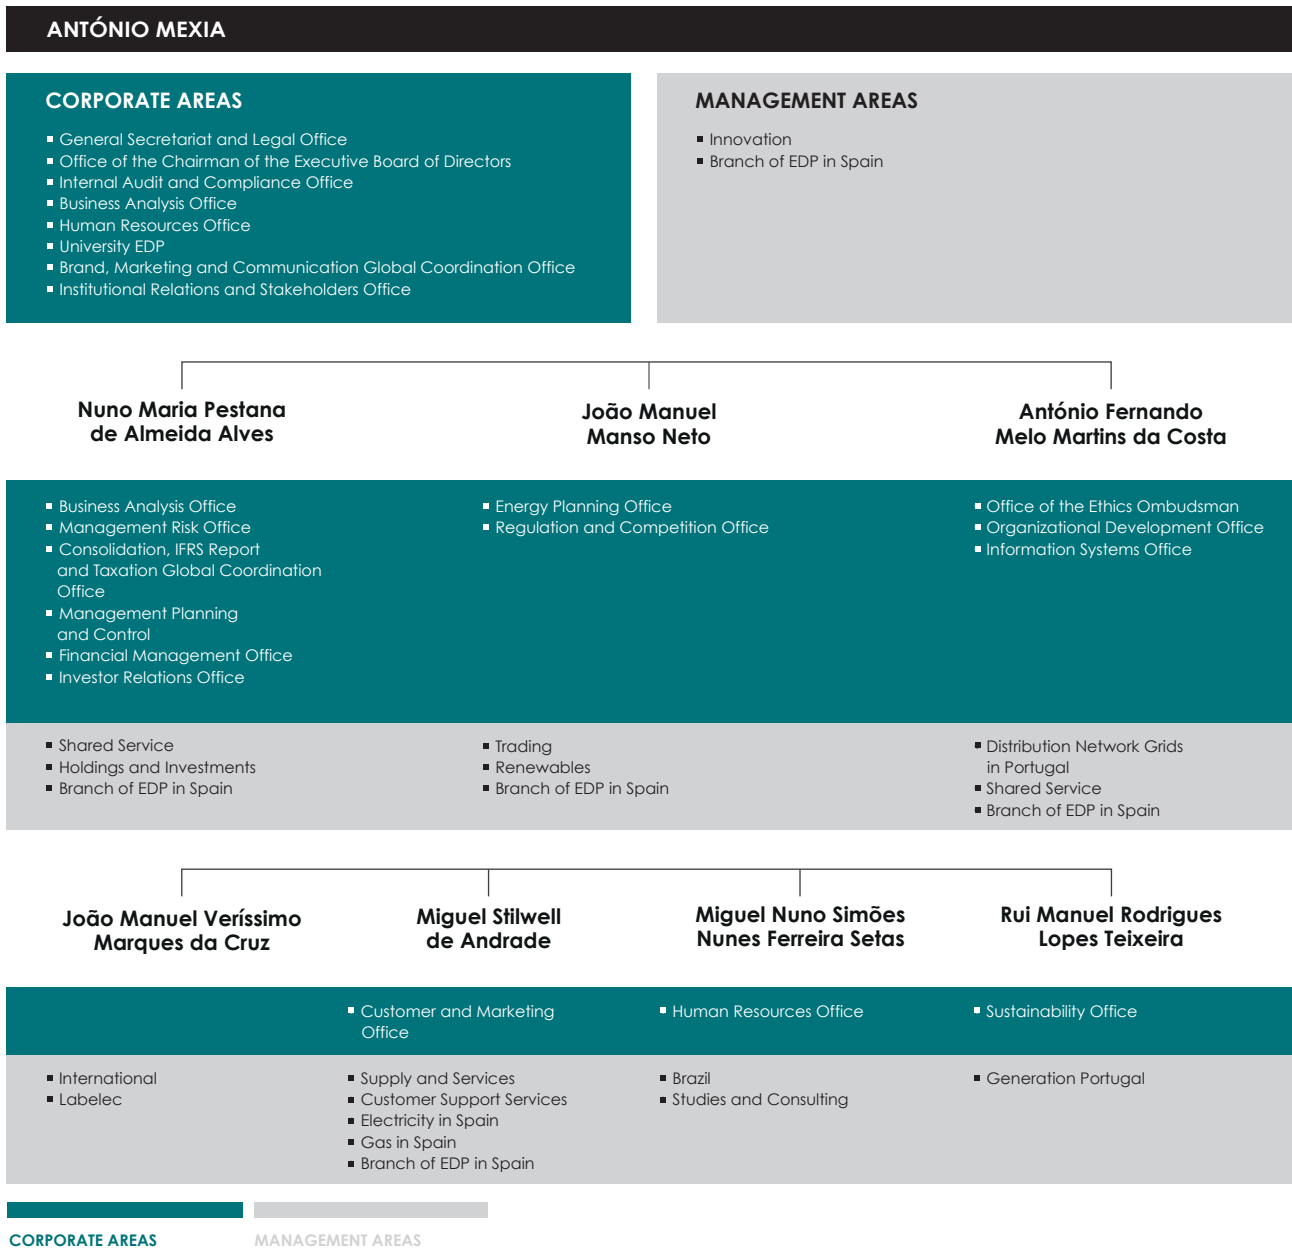 ANTÓNIO MEXIA
CORPORATE AREAS
General Secretariat and Legal Office
Office of the Chairman of the Executive Board of Directors
Internal Audit and Compliance Office
Business Analysis Office
Human Resources Office
University EDP
Brand, Marketing and Communication Global Coordination Office
Institutional Relations and Stakeholders Office
MANAGEMENT AREAS
Innovation
Branch of EDP in Spain
Nuno Maria Pestana
de Almeida Alves
João Manuel
Manso Neto
António Fernando
Melo Martins da Costa
Business Analysis Office
Management Risk Office
Consolidation, IFRS Report
and Taxation Global Coordination
Office
Management Planning
and Control
Financial Management Office
Investor Relations Office
Energy Planning Office
Regulation and Competition Office
Office of the Ethics Ombudsman
Organizational Development Office
Information Systems Office
Shared Service
Holdings and Investments
Branch of EDP in Spain
Trading
Renewables
Branch of EDP in Spain
Distribution Network Grids
in Portugal
Shared Service
Branch of EDP in Spain
João Manuel Veríssimo
Marques da Cruz
Miguel Stilwell
de Andrade
Miguel Nuno Simões
Nunes Ferreira Setas
Rui Manuel Rodrigues
Lopes Teixeira
Customer and Marketing
Office
Human Resources Office
Sustainability Office
International
Labelec
Supply and Services
Customer Support Services
Electricity in Spain
Gas in Spain
Branch of EDP in Spain
Brazil
Studies and Consulting
Generation Portugal
CORPORATE AREAS
MANAGEMENT AREAS